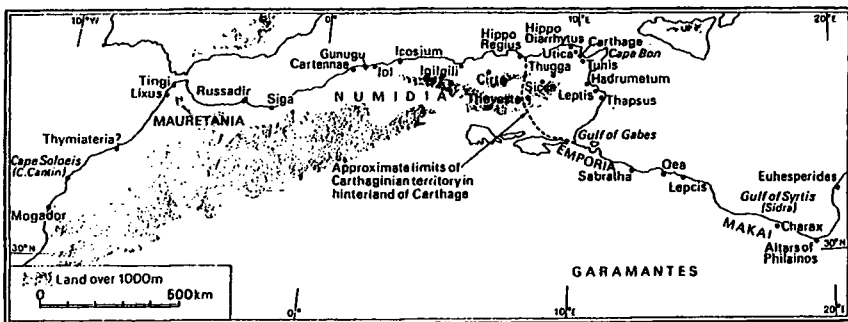 10°W
0°
10°E
20°E
Hippo Regius
Hippo Diarrhytus
Carthage
Utica
Cape Bon
Tunis
Gunugu
Icosium
Cartennae
Iol
Igilgili
Cirta
Thugga
Hadrumetum
Tingi
Lixus
Russadir
Siga
NUMIDIA
Sicca
Theveste
Leptis
Thapsus
MAURETANIA
Thymiateria?
Gulf of Gabes
Cape Soloeis
(C. Cantin)
Approximate limits of
Carthaginian territory in
hinterland of Carthage
EMPORIA
Sabratha
Oea
Lepcis
Euhesperides
Gulf of Syrtis
(Sidra)
Mogador
MAKAI
Charax
Altars of
Philainos
30°N
30°N
GARAMANTES
Land over 1000m
0
500km
0°
10°E
20°E